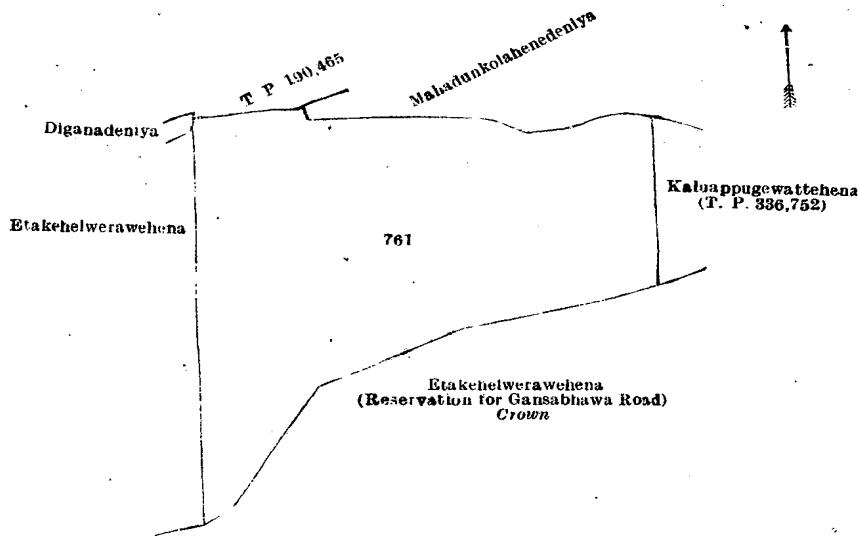 T P 190,465
Mahadunkolahenedeniya
Diganadeniya
Kaluappugewattehena
(T. P. 336,752)
Etakehelwerawehena
761
Etakehelwerawehena
(Reservation for Gansabhawa Road)
Crown